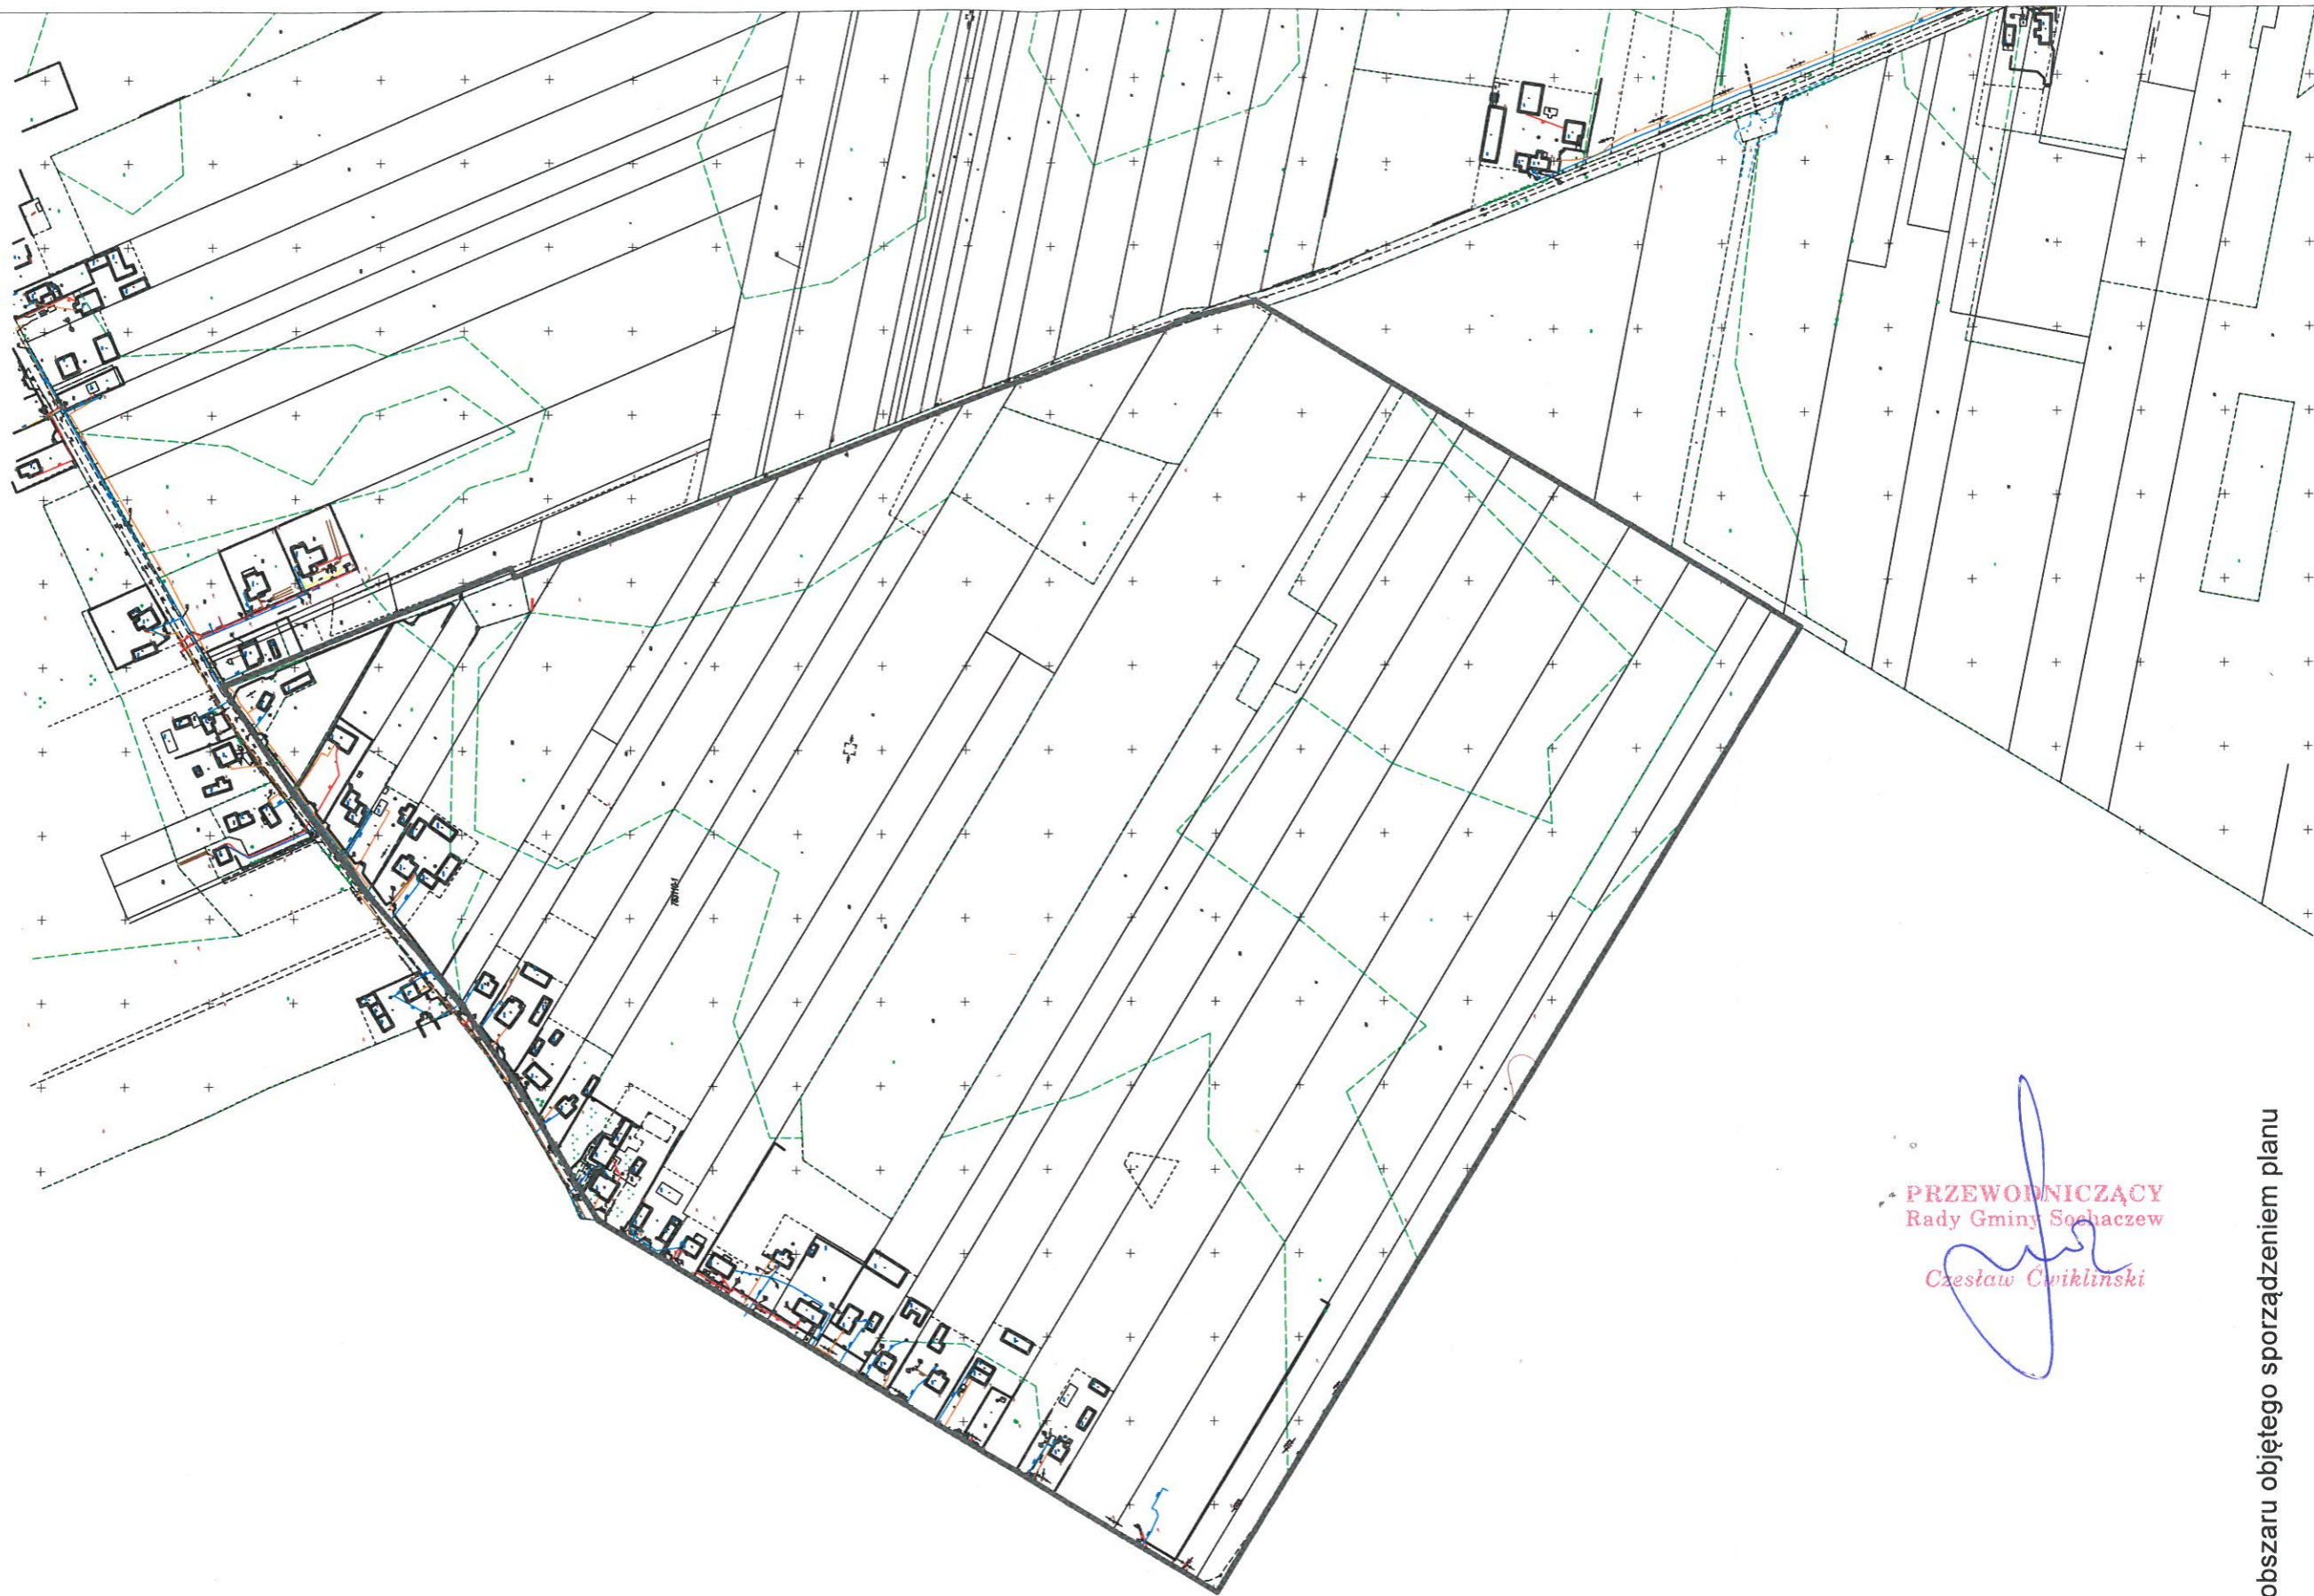 PRZEWODNICZĄCY
Rady Gminy Sochaczew
Czesław Ćwikliński
obszaru objętego sporządzeniem planu